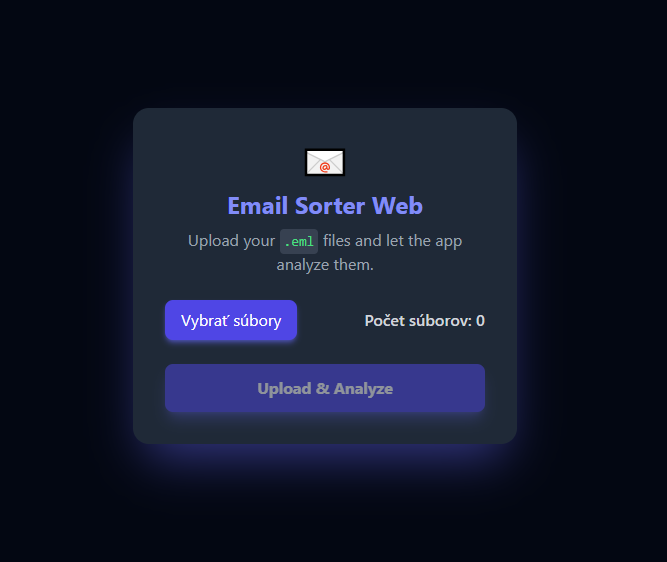 Email Sorter Web
Upload your .eml files and let the app
analyze them.
Vybrať súbory
Počet súborov: 0
Upload & Analyze